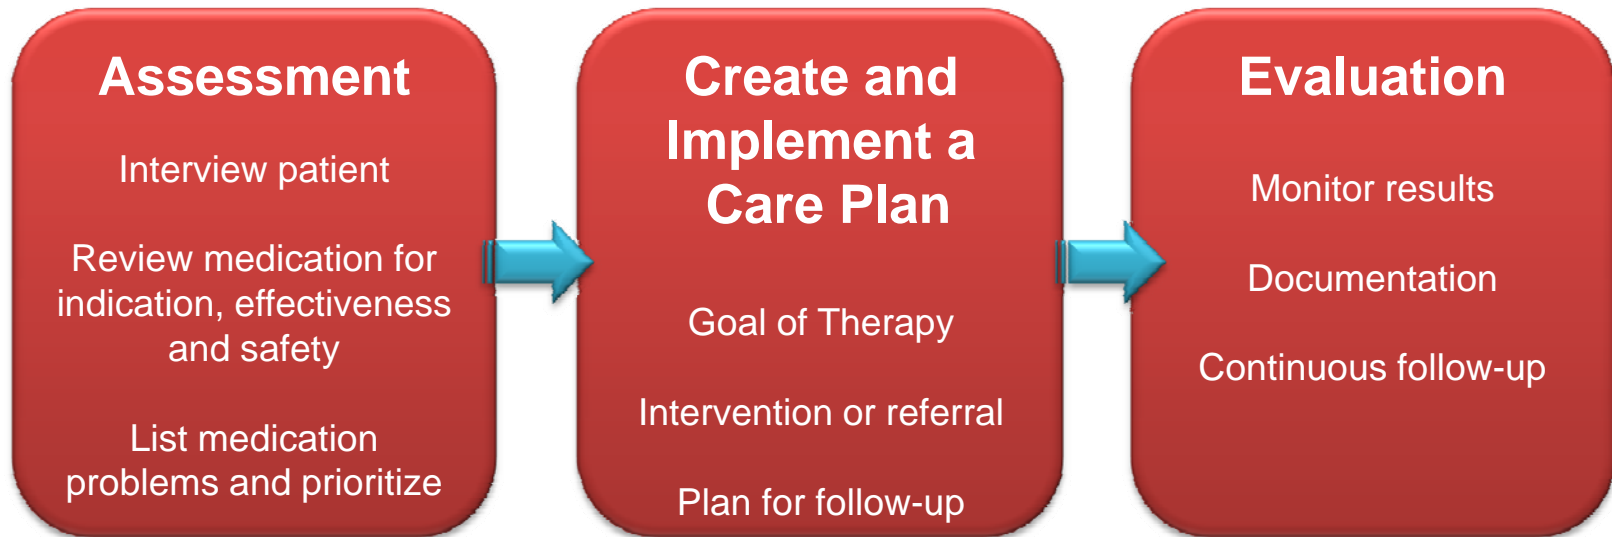 Assessment
Interview patient
Review medication for
indication, effectiveness
and safety
List medication
problems and prioritize
Create and
Implement a
Care Plan
Goal of Therapy
Intervention or referral
Plan for follow-up
Evaluation
Monitor results
Documentation
Continuous follow-up